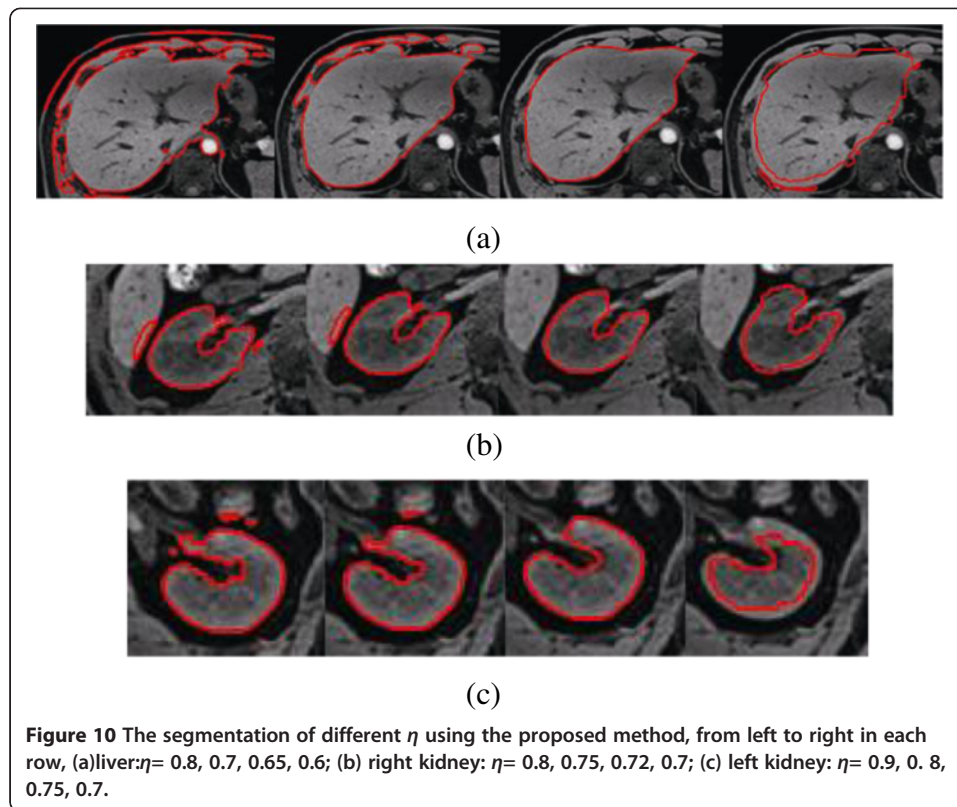 (a)
(b)
(c)
Figure 10 The segmentation of different η using the proposed method, from left to right in each
row, (a)liver:η= 0.8, 0.7, 0.65, 0.6; (b) right kidney: η= 0.8, 0.75, 0.72, 0.7; (c) left kidney: η= 0.9, 0. 8,
0.75, 0.7.